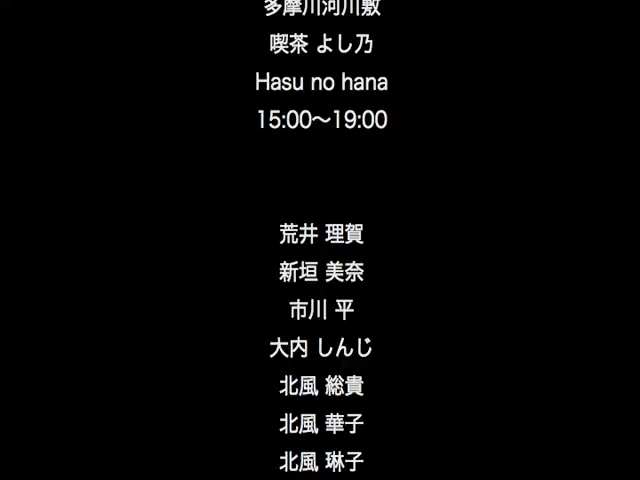 多摩川河川敷
喫茶 よし乃
Hasu no hana
15:00〜19:00
荒井 理賀
新垣 美奈
市川 平
大内 しんじ
北風 総貴
北風 華子
北風 琳子